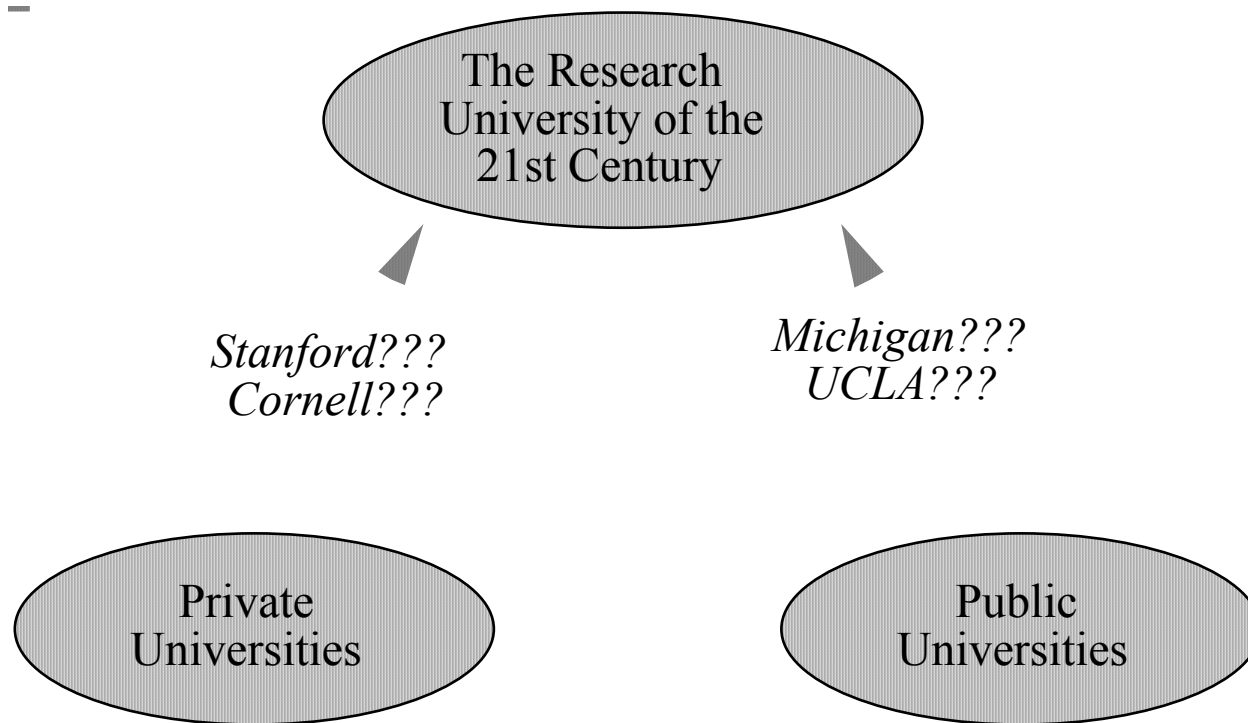 The Research
University of the
21st Century
Stanford???
Cornell???
Michigan???
UCLA???
Private
Universities
Public
Universities